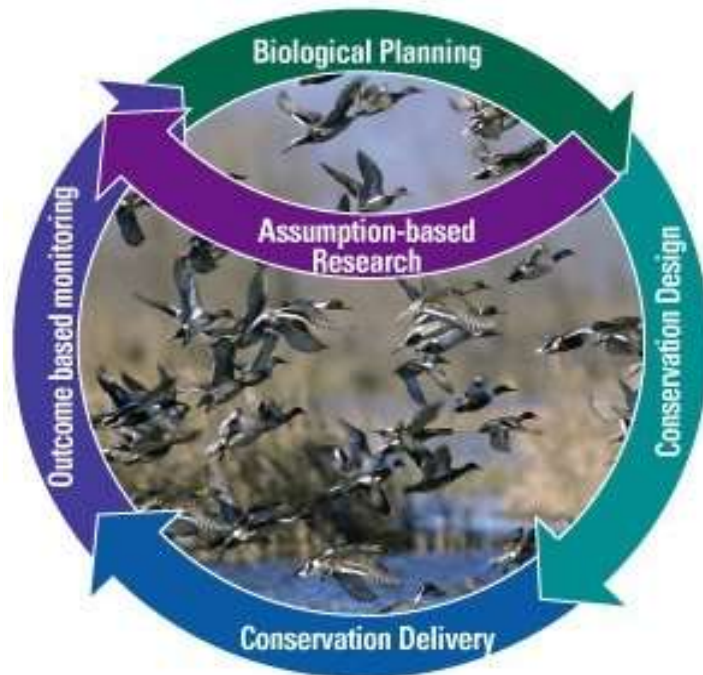 Biological Planning
Assumption-based
Research
Conservation Design
Conservation Delivery
Outcome based monitoring